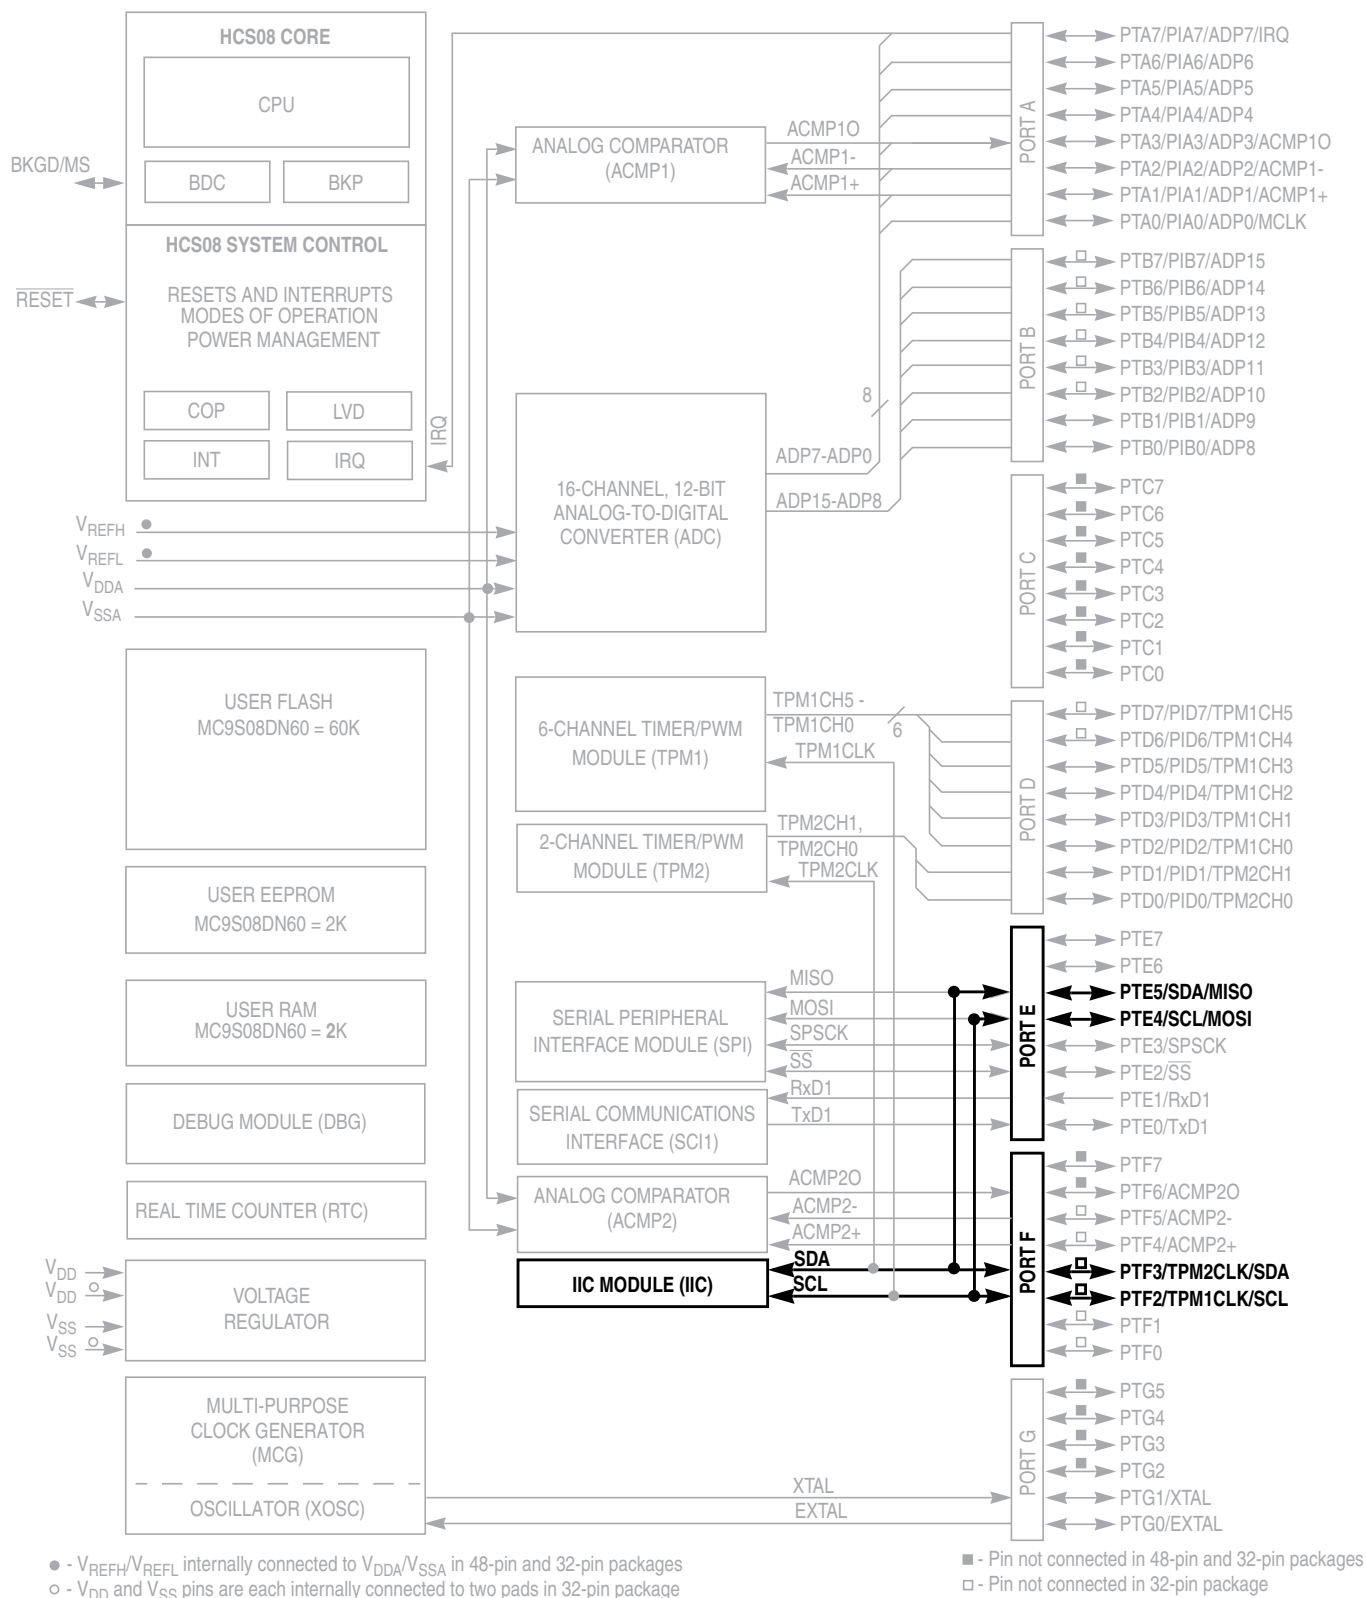 HCS08 CORE
CPU
BDC
BKP
BKGD/MS
HCS08 SYSTEM CONTROL
RESETS AND INTERRUPTS
MODES OF OPERATION
POWER MANAGEMENT
RESET
COP
LVD
INT
IRQ
IRQ
VREFH
VREFL
VDDA
VSSA
USER FLASH
MC9S08DN60 = 60K
USER EEPROM
MC9S08DN60 = 2K
USER RAM
MC9S08DN60 = 2K
DEBUG MODULE (DBG)
REAL TIME COUNTER (RTC)
VDD
VDD
VSS
VSS
VOLTAGE
REGULATOR
MULTI-PURPOSE
CLOCK GENERATOR
(MCG)
OSCILLATOR (XOSC)
ANALOG COMPARATOR
(ACMP1)
ACMP1O
ACMP1-
ACMP1+
16-CHANNEL, 12-BIT
ANALOG-TO-DIGITAL
CONVERTER (ADC)
8
ADP7-ADP0
ADP15-ADP8
6-CHANNEL TIMER/PWM
MODULE (TPM1)
TPM1CH5 -
TPM1CH0
6
TPM1CLK
2-CHANNEL TIMER/PWM
MODULE (TPM2)
TPM2CH1,
TPM2CH0
TPM2CLK
SERIAL PERIPHERAL
INTERFACE MODULE (SPI)
MISO
MOSI
SPSCK
SS
SERIAL COMMUNICATIONS
INTERFACE (SCI1)
RxD1
TxD1
ANALOG COMPARATOR
(ACMP2)
ACMP2O
ACMP2-
ACMP2+
IIC MODULE (IIC)
SDA
SCL
XTAL
EXTAL
PORT A
PTA7/PIA7/ADP7/IRQ
PTA6/PIA6/ADP6
PTA5/PIA5/ADP5
PTA4/PIA4/ADP4
PTA3/PIA3/ADP3/ACMP1O
PTA2/PIA2/ADP2/ACMP1-
PTA1/PIA1/ADP1/ACMP1+
PTA0/PIA0/ADP0/MCLK
PORT B
PTB7/PIB7/ADP15
PTB6/PIB6/ADP14
PTB5/PIB5/ADP13
PTB4/PIB4/ADP12
PTB3/PIB3/ADP11
PTB2/PIB2/ADP10
PTB1/PIB1/ADP9
PTB0/PIB0/ADP8
PORT C
PTC7
PTC6
PTC5
PTC4
PTC3
PTC2
PTC1
PTC0
PORT D
PTD7/PID7/TPM1CH5
PTD6/PID6/TPM1CH4
PTD5/PID5/TPM1CH3
PTD4/PID4/TPM1CH2
PTD3/PID3/TPM1CH1
PTD2/PID2/TPM1CH0
PTD1/PID1/TPM2CH1
PTD0/PID0/TPM2CH0
PORT E
PTE7
PTE6
PTE5/SDA/MISO
PTE4/SCL/MOSI
PTE3/SPSCK
PTE2/SS
PTE1/RxD1
PTE0/TxD1
PORT F
PTF7
PTF6/ACMP2O
PTF5/ACMP2-
PTF4/ACMP2+
PTF3/TPM2CLK/SDA
PTF2/TPM1CLK/SCL
PTF1
PTF0
PORT G
PTG5
PTG4
PTG3
PTG2
PTG1/XTAL
PTG0/EXTAL
● - VREFH/VREFL internally connected to VDDA/VSSA in 48-pin and 32-pin packages
○ - VDD and VSS pins are each internally connected to two pads in 32-pin package
■ - Pin not connected in 48-pin and 32-pin packages
□ - Pin not connected in 32-pin package